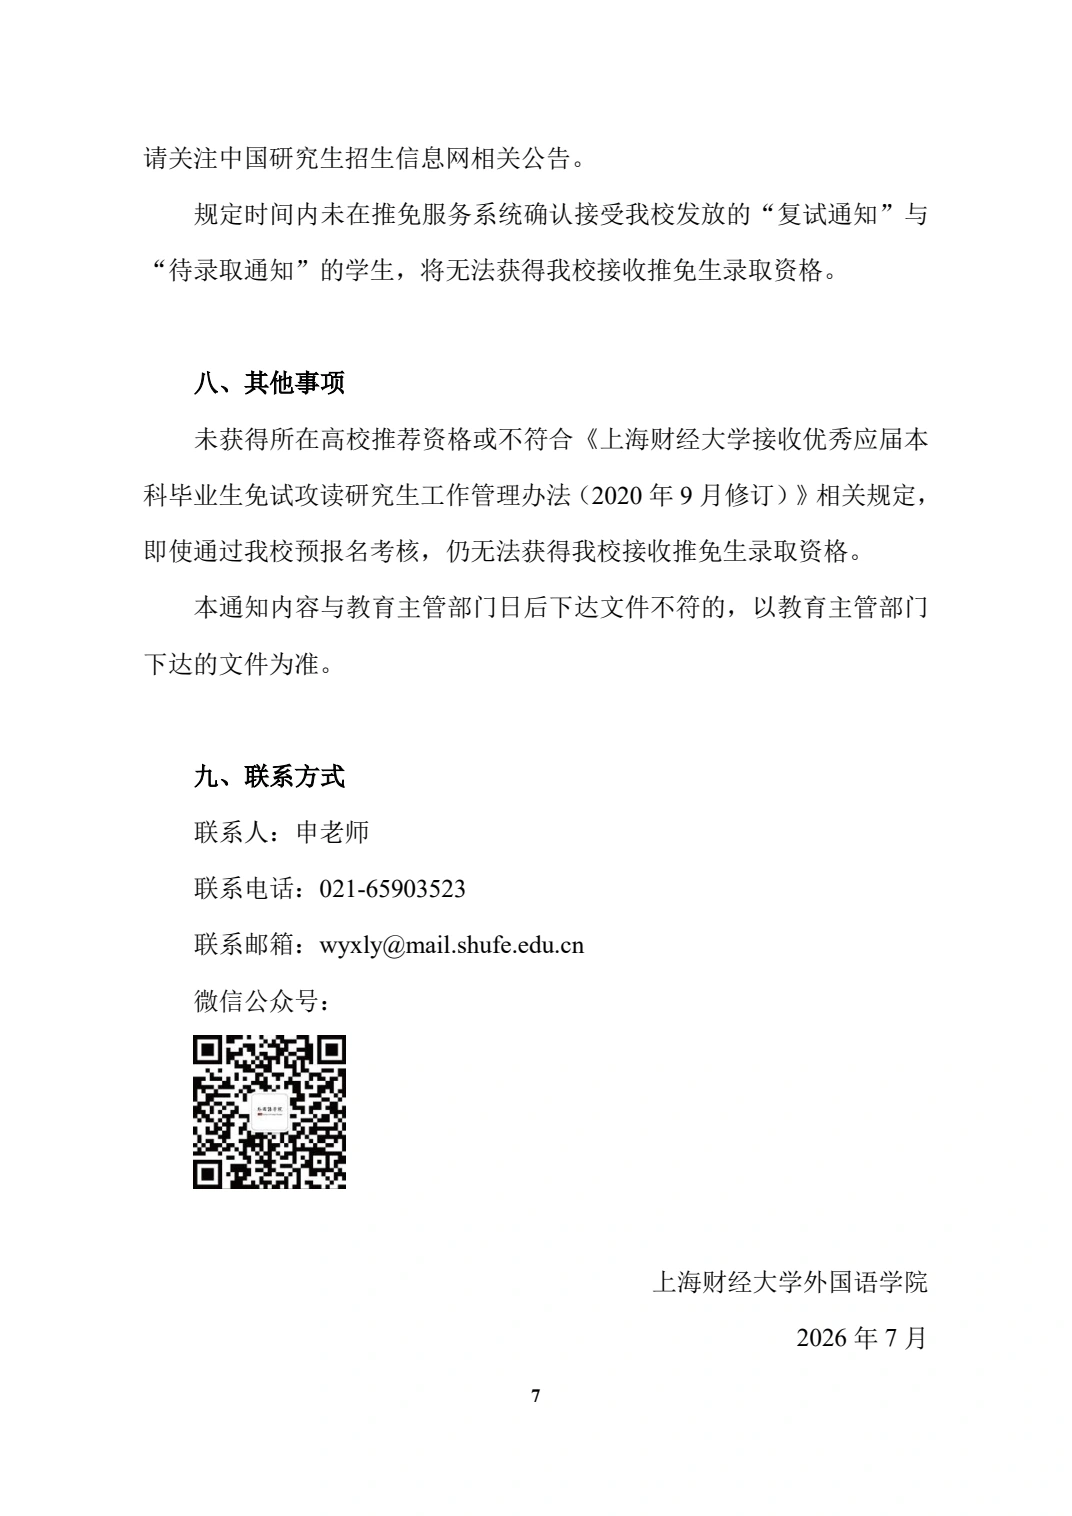 请关注中国研究生招生信息网相关公告。
规定时间内未在推免服务系统确认接受我校发放的“复试通知”与
“待录取通知”的学生，将无法获得我校接收推免生录取资格。
八、其他事项
未获得所在高校推荐资格或不符合《上海财经大学接收优秀应届本
科毕业生免试攻读研究生工作管理办法（2020 年 9 月修订）》相关规定，
即使通过我校预报名考核，仍无法获得我校接收推免生录取资格。
本通知内容与教育主管部门日后下达文件不符的，以教育主管部门
下达的文件为准。
九、联系方式
联系人：申老师
联系电话：021-65903523
联系邮箱：wyxly@mail.shufe.edu.cn
微信公众号：
上海财经大学外国语学院
2026 年 7 月
7